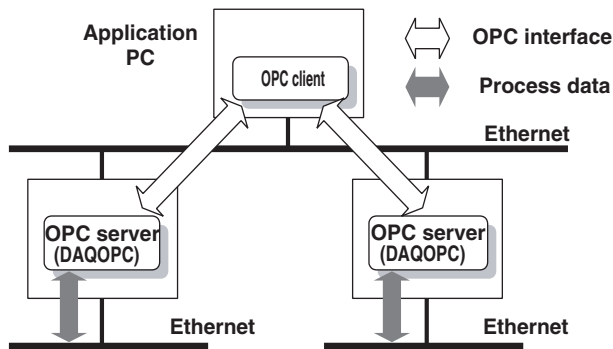 Application
PC
OPC client
OPC interface
Process data
Ethernet
OPC server
(DAQOPC)
OPC server
(DAQOPC)
Ethernet
Ethernet